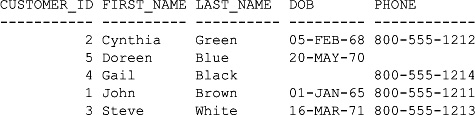 CUSTOMER_ID FIRST_NAME LAST_NAME DOB PHONE
----------- ---------- ---------- --------- ------------
2 Cynthia Green 05-FEB-68 800-555-1212
5 Doreen Blue 20-MAY-70
4 Gail Black 800-555-1214
1 John Brown 01-JAN-65 800-555-1211
3 Steve White 16-MAR-71 800-555-1213